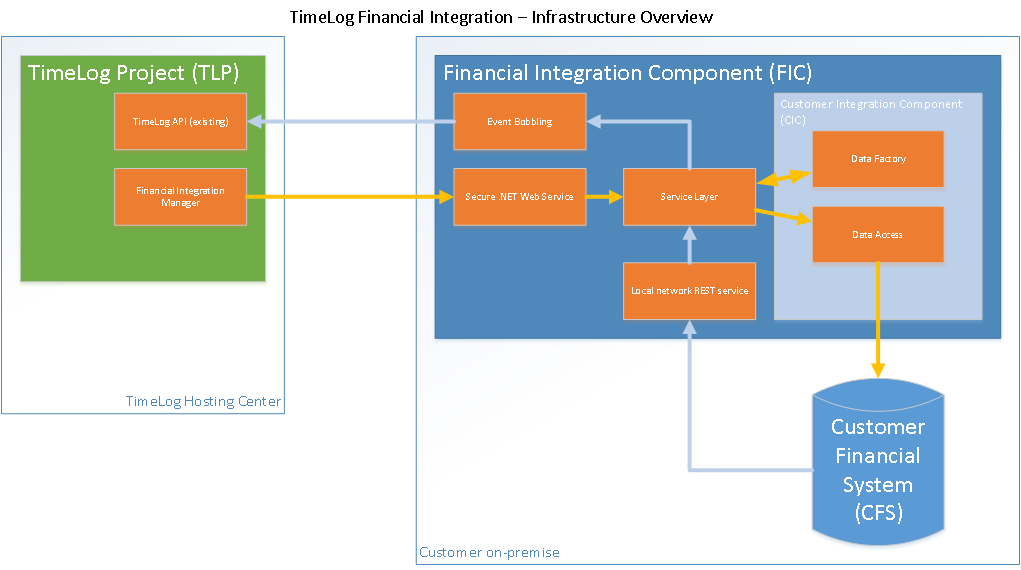 TimeLog Financial Integration – Infrastructure Overview
TimeLog Project (TLP)
TimeLog API (existing)
Financial Integration
Manager
TimeLog Hosting Center
Financial Integration Component (FIC)
Event Bobbling
Secure .NET Web Service
Service Layer
Local network REST service
Customer Integration Component
(CIC)
Data Factory
Data Access
Customer
Financial
System
(CFS)
Customer on-premise